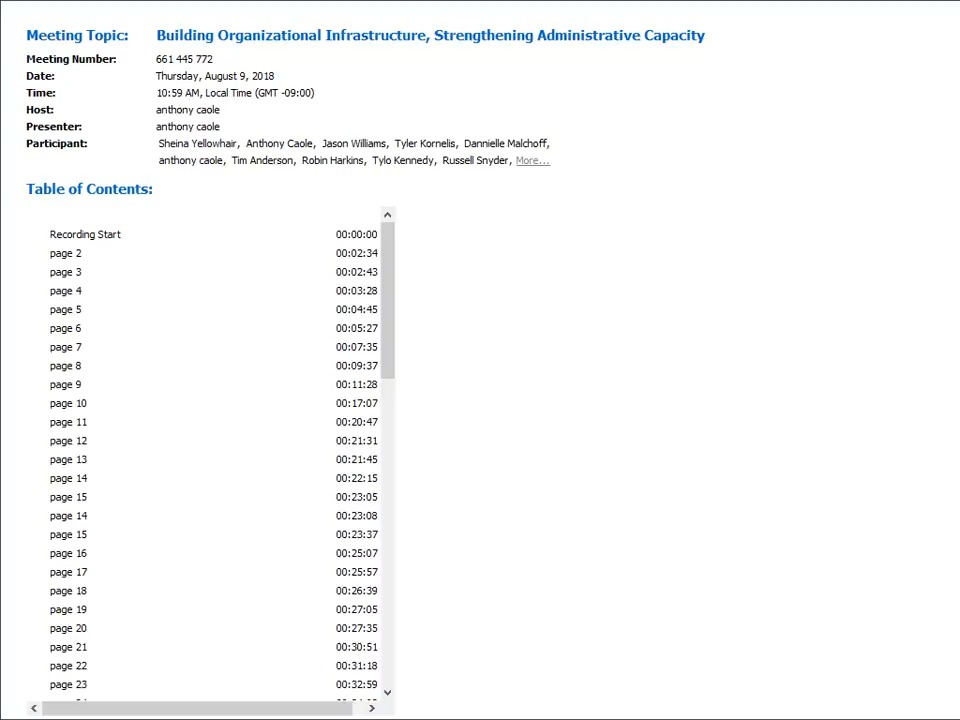 Meeting Topic: Building Organizational Infrastructure, Strengthening Administrative Capacity
Meeting Number: 661 445 772
Date: Thursday, August 9, 2018
Time: 10:59 AM, Local Time (GMT -09:00)
Host: anthony caole
Presenter: anthony caole
Participant: Sheina Yellowhair, Anthony Caole, Jason Williams, Tyler Kornelis, Dannielle Malchoff,
anthony caole, Tim Anderson, Robin Harkins, Tylo Kennedy, Russell Snyder, More...
Table of Contents:
Recording Start 00:00:00
page 2 00:02:34
page 3 00:02:43
page 4 00:03:28
page 5 00:04:45
page 6 00:05:27
page 7 00:07:35
page 8 00:09:37
page 9 00:11:28
page 10 00:17:07
page 11 00:20:47
page 12 00:21:31
page 13 00:21:45
page 14 00:22:15
page 15 00:23:05
page 14 00:23:08
page 15 00:23:37
page 16 00:25:07
page 17 00:25:57
page 18 00:26:39
page 19 00:27:05
page 20 00:27:35
page 21 00:30:51
page 22 00:31:18
page 23 00:32:59